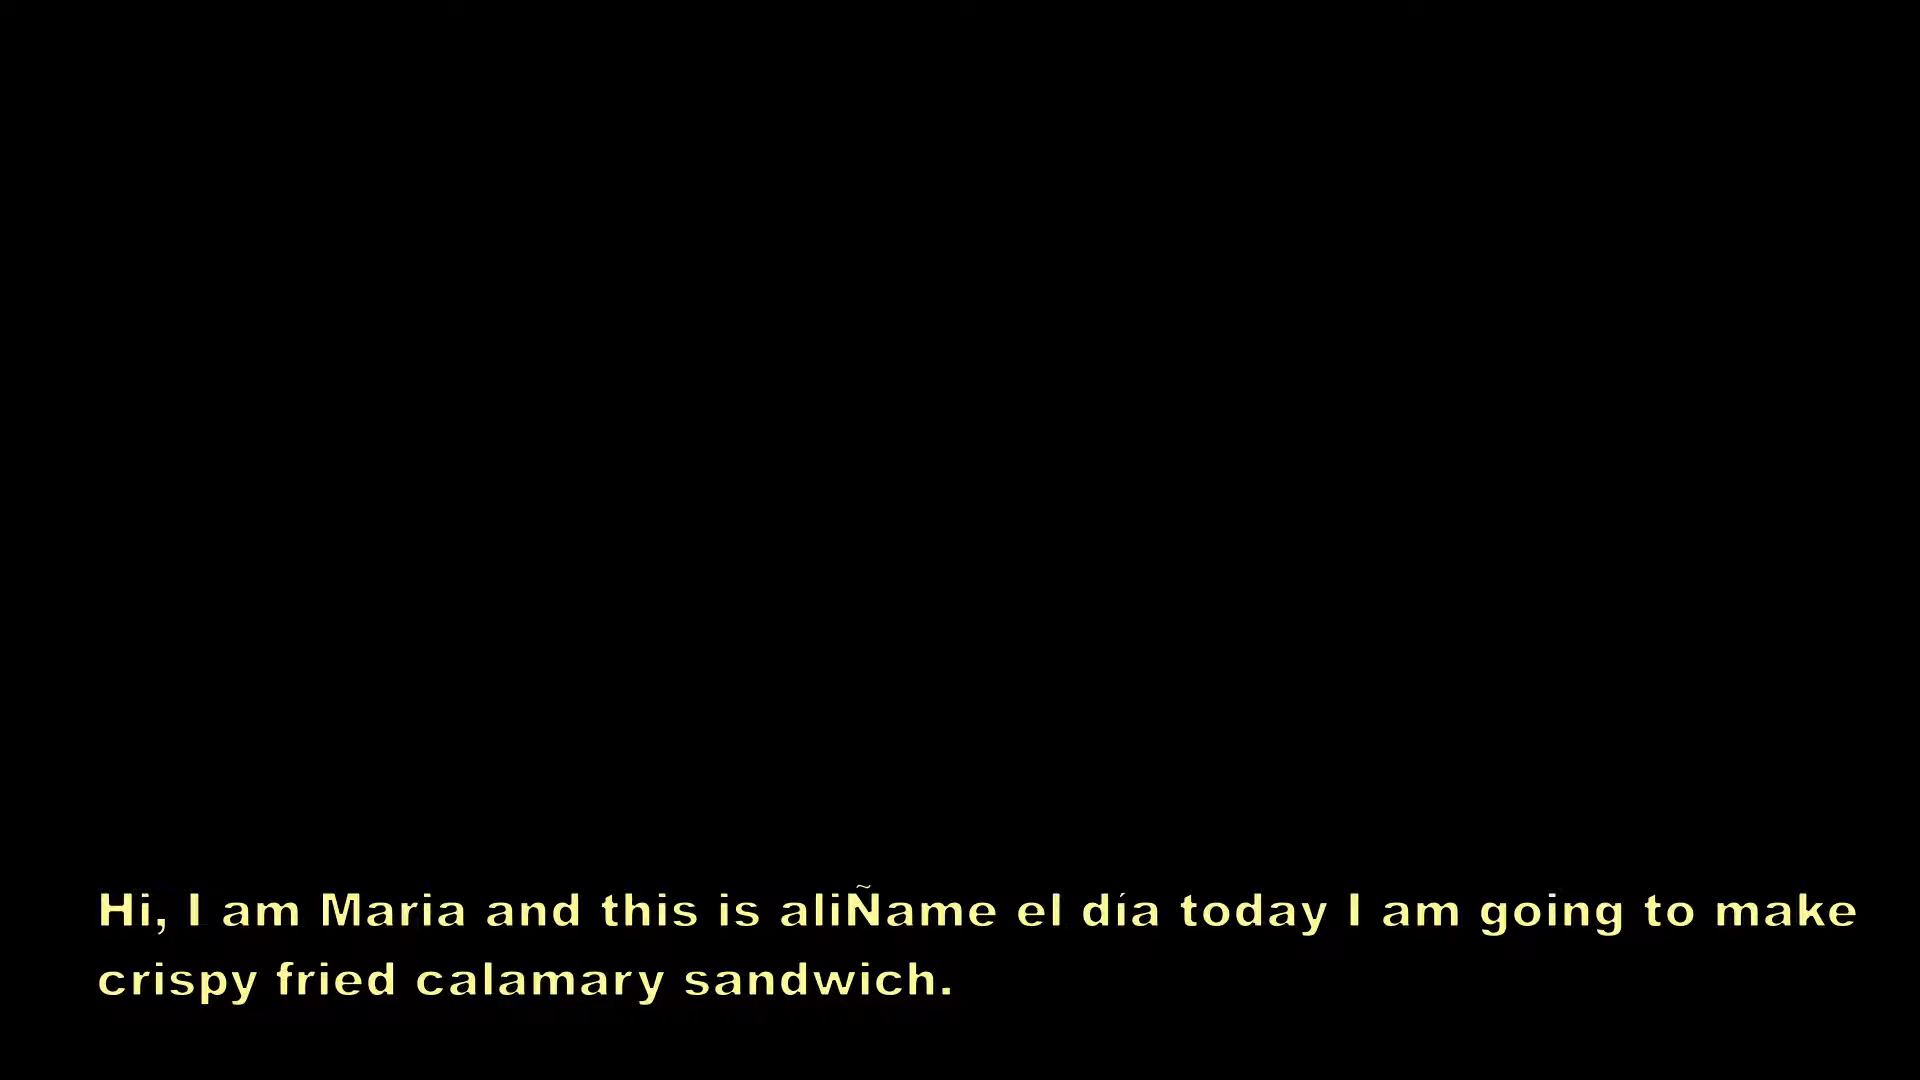 Hi, I am Maria and this is aliÑame el día today I am going to make
crispy fried calamary sandwich.